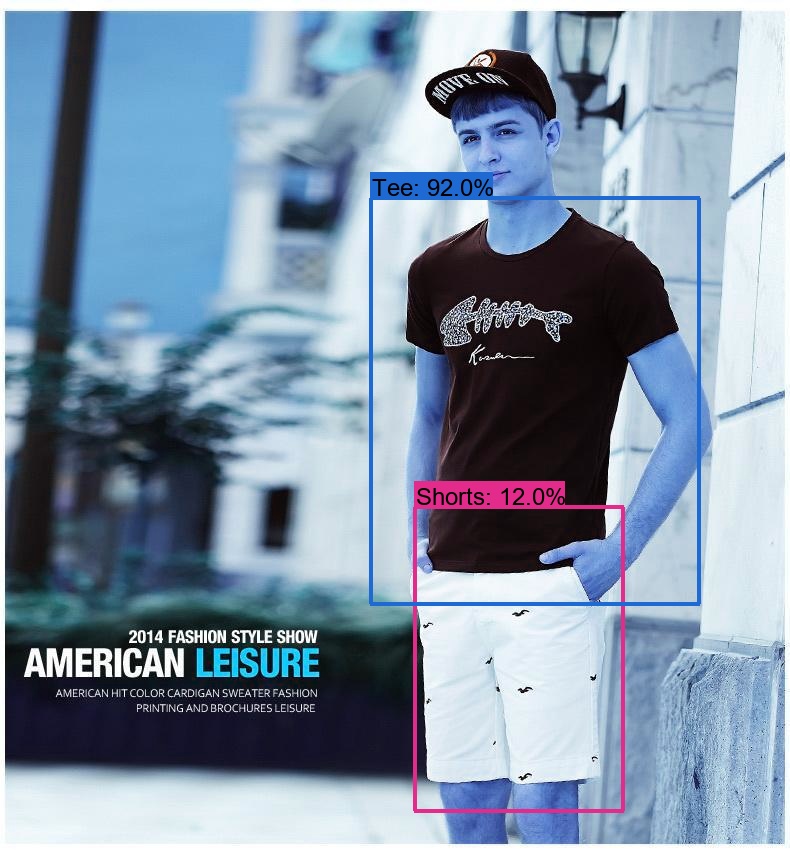 MOVE ON
Tee: 92.0%
Shorts: 12.0%
2014 FASHION STYLE SHOW
AMERICAN LEISURE
AMERICAN HIT COLOR CARDIGAN SWEATER FASHION
PRINTING AND BROCHURES LEISURE